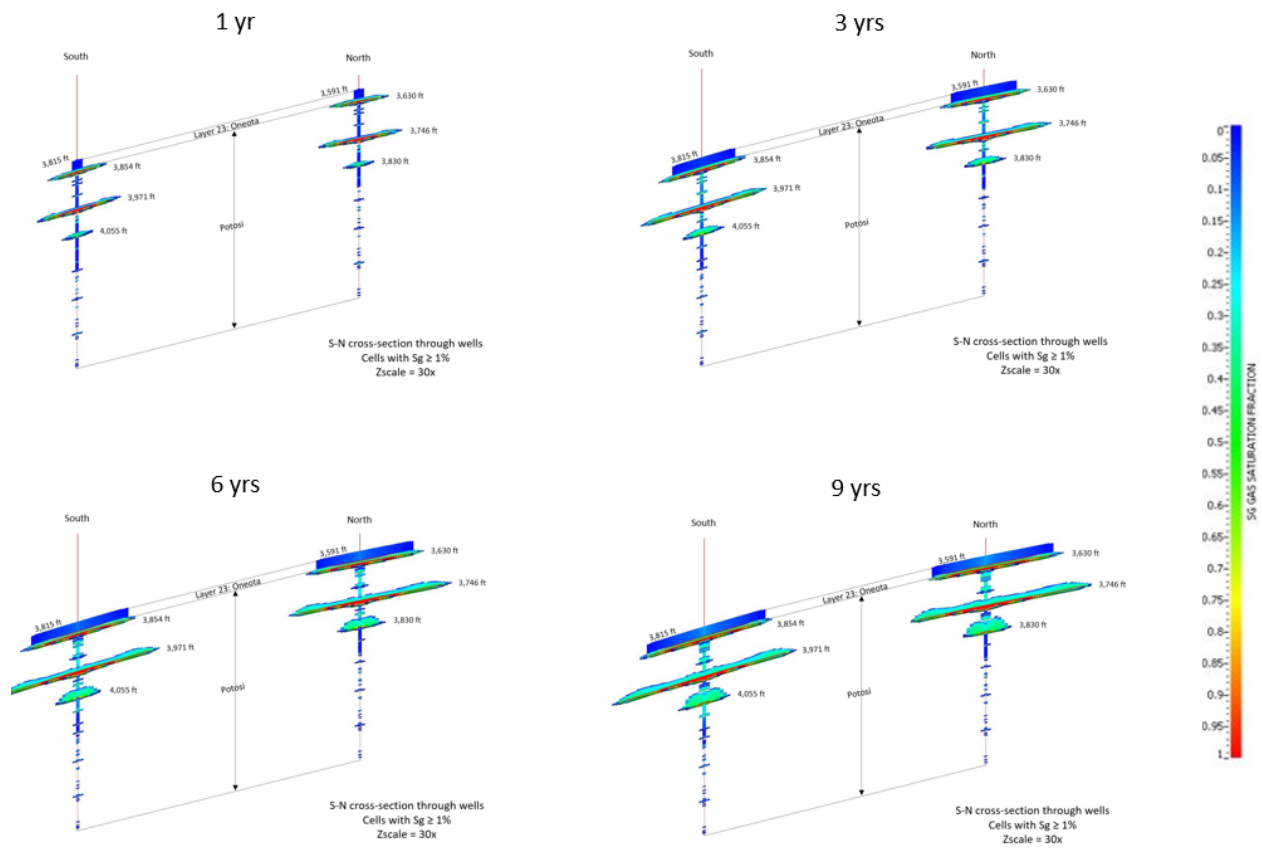 1 yr
South
North
3,591 ft
3,630 ft
Layer 23: Oneota
3,746 ft
3,815 ft
3,854 ft
3,830 ft
3,971 ft
Potosi
4,055 ft
S-N cross-section through wells
Cells with Sg ≥ 1%
Zscale = 30x
3 yrs
South
North
3,591 ft
3,630 ft
Layer 23: Oneota
3,746 ft
3,815 ft
3,854 ft
3,830 ft
3,971 ft
Potosi
4,055 ft
S-N cross-section through wells
Cells with Sg ≥ 1%
Zscale = 30x
6 yrs
South
North
3,591 ft
3,630 ft
Layer 23: Oneota
3,746 ft
3,815 ft
3,854 ft
3,830 ft
3,971 ft
Potosi
4,055 ft
S-N cross-section through wells
Cells with Sg ≥ 1%
Zscale = 30x
9 yrs
South
North
3,591 ft
3,630 ft
Layer 23: Oneota
3,746 ft
3,815 ft
3,854 ft
3,830 ft
3,971 ft
Potosi
4,055 ft
S-N cross-section through wells
Cells with Sg ≥ 1%
Zscale = 30x
0
0.05
0.1
0.15
0.2
0.25
0.3
0.35
0.4
0.45
0.5
0.55
0.6
0.65
0.7
0.75
0.8
0.85
0.9
0.95
1
SG GAS SATURATION FRACTION